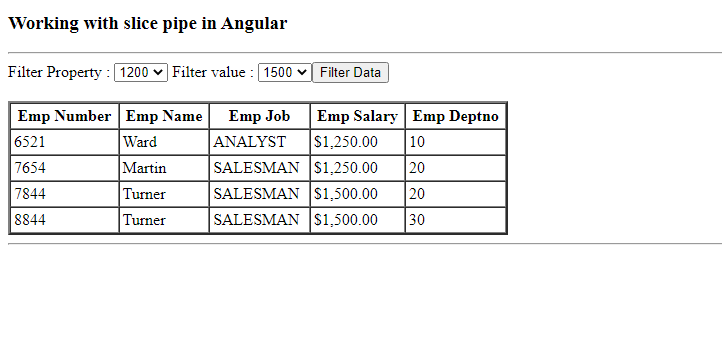 Working with slice pipe in Angular
Filter Property : 1200 Filter value : 1500 Filter Data
Emp Number Emp Name Emp Job Emp Salary Emp Deptno
6521 Ward ANALYST $1,250.00 10
7654 Martin SALESMAN $1,250.00 20
7844 Turner SALESMAN $1,500.00 20
8844 Turner SALESMAN $1,500.00 30